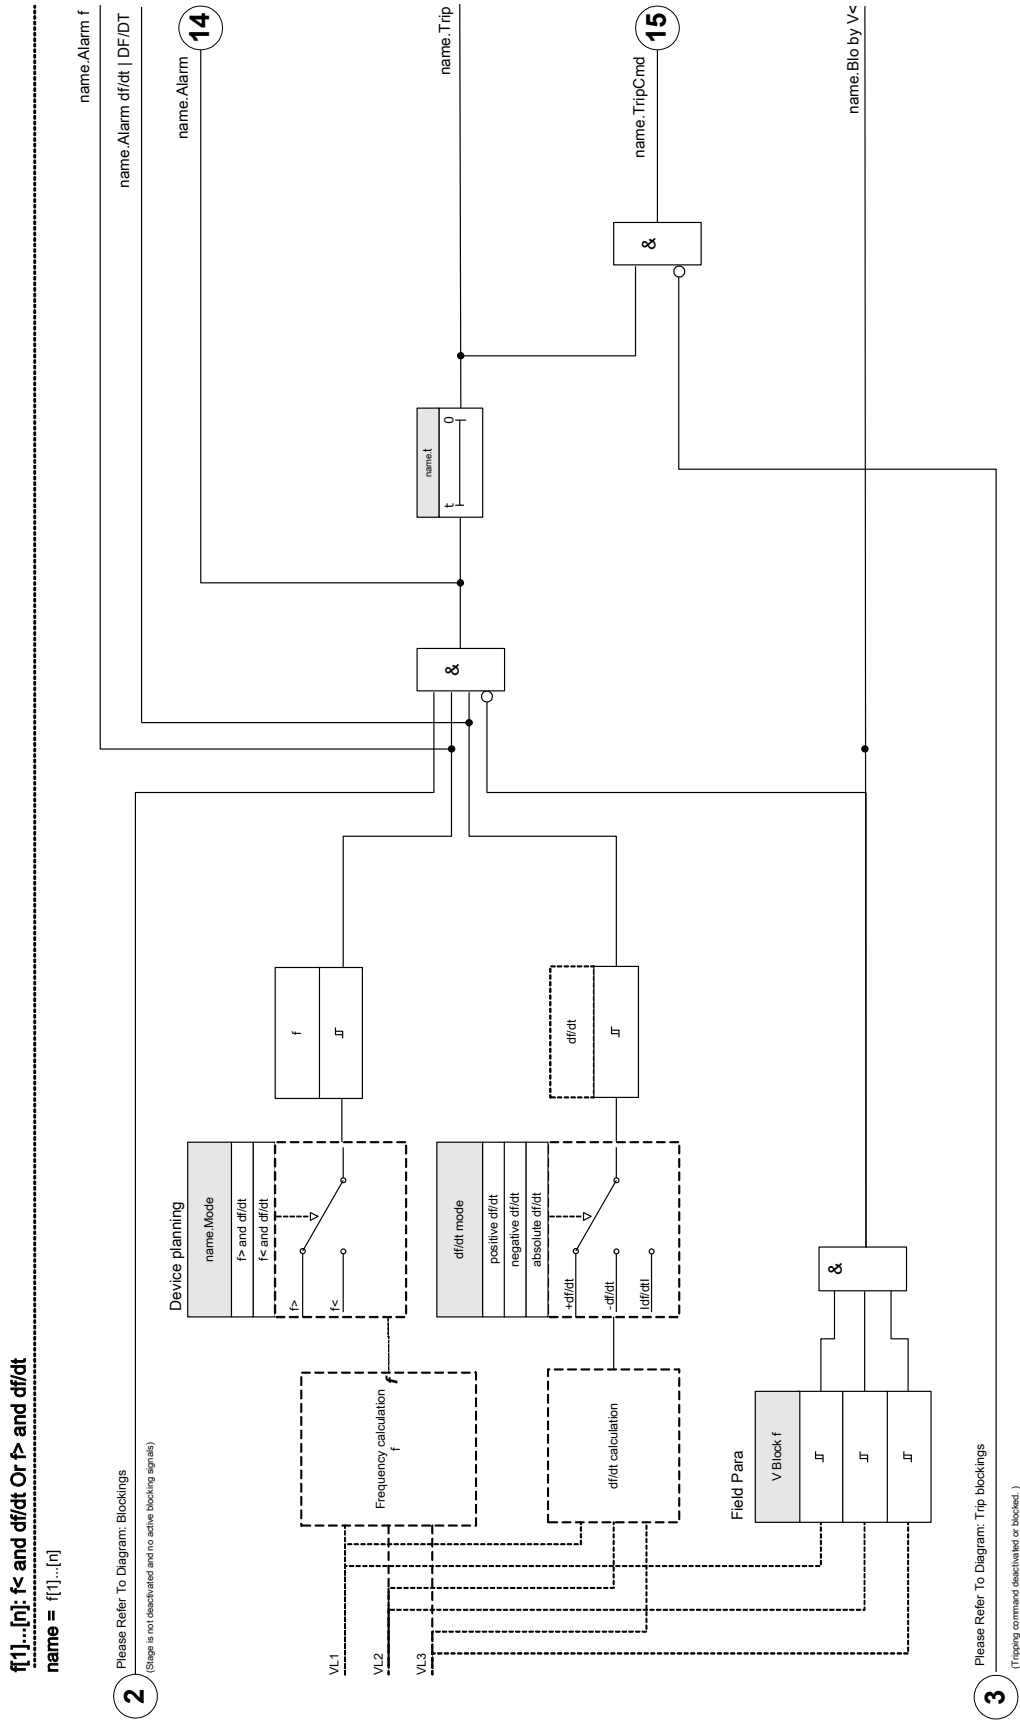 f[1]...[n]: f< and df/dt Or f> and df/dt
name = f[1]...[n]
2
Please Refer To Diagram: Blockings
(Stage is not deactivated and no active blocking signals)
name.Alarm f
name.Alarm df/dt | DF/DT
name.Alarm
14
Device planning
name.Mode
f> and df/dt
f< and df/dt
f>
f<
f
VL1
VL2
VL3
Frequency calculation
f
f
&
name.t
t
0
name.Trip
df/dt mode
positive df/dt
negative df/dt
absolute df/dt
+df/dt
-df/dt
|df/dt|
df/dt
df/dt calculation
&
name.TripCmd
15
Field Para
V Block f
&
name.Blo by V<
3
Please Refer To Diagram: Trip blockings
(Tripping command deactivated or blocked. )